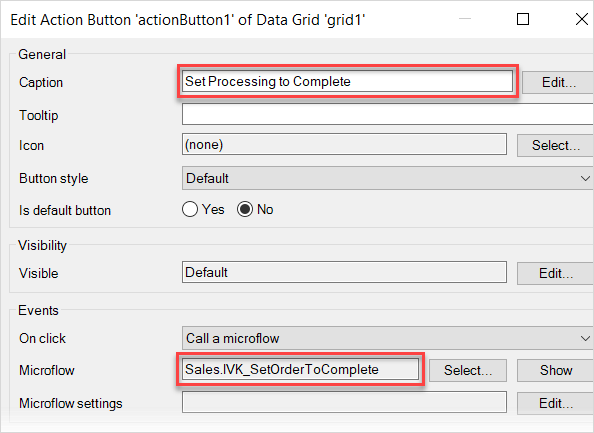 Edit Action Button 'actionButton1' of Data Grid 'grid1'
General
Caption Set Processing to Complete Edit...
Tooltip
Icon (none) Select...
Button style Default
Is default button Yes No
Visibility
Visible Default Edit...
Events
On click Call a microflow
Microflow Sales.IVK_SetOrderToComplete Select... Show
Microflow settings Edit...